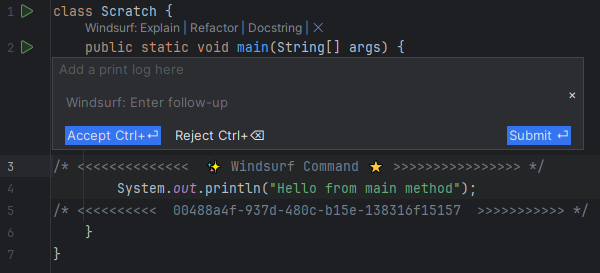 1 class Scratch {
Windsurf: Explain | Refactor | Docstring | ×
2 public static void main(String[] args) {
Add a print log here
Windsurf: Enter follow-up
×
Accept Ctrl+⏎ Reject Ctrl+⌫ Submit ⏎
3 /* <<<<<<<<<<<<<< ✨ Windsurf Command ⭐ >>>>>>>>>>>>>>>> */
4 System.out.println("Hello from main method");
5 /* <<<<<<<<<< 00488a4f-937d-480c-b15e-138316f15157 >>>>>>>>>>> */
6 }
7 }